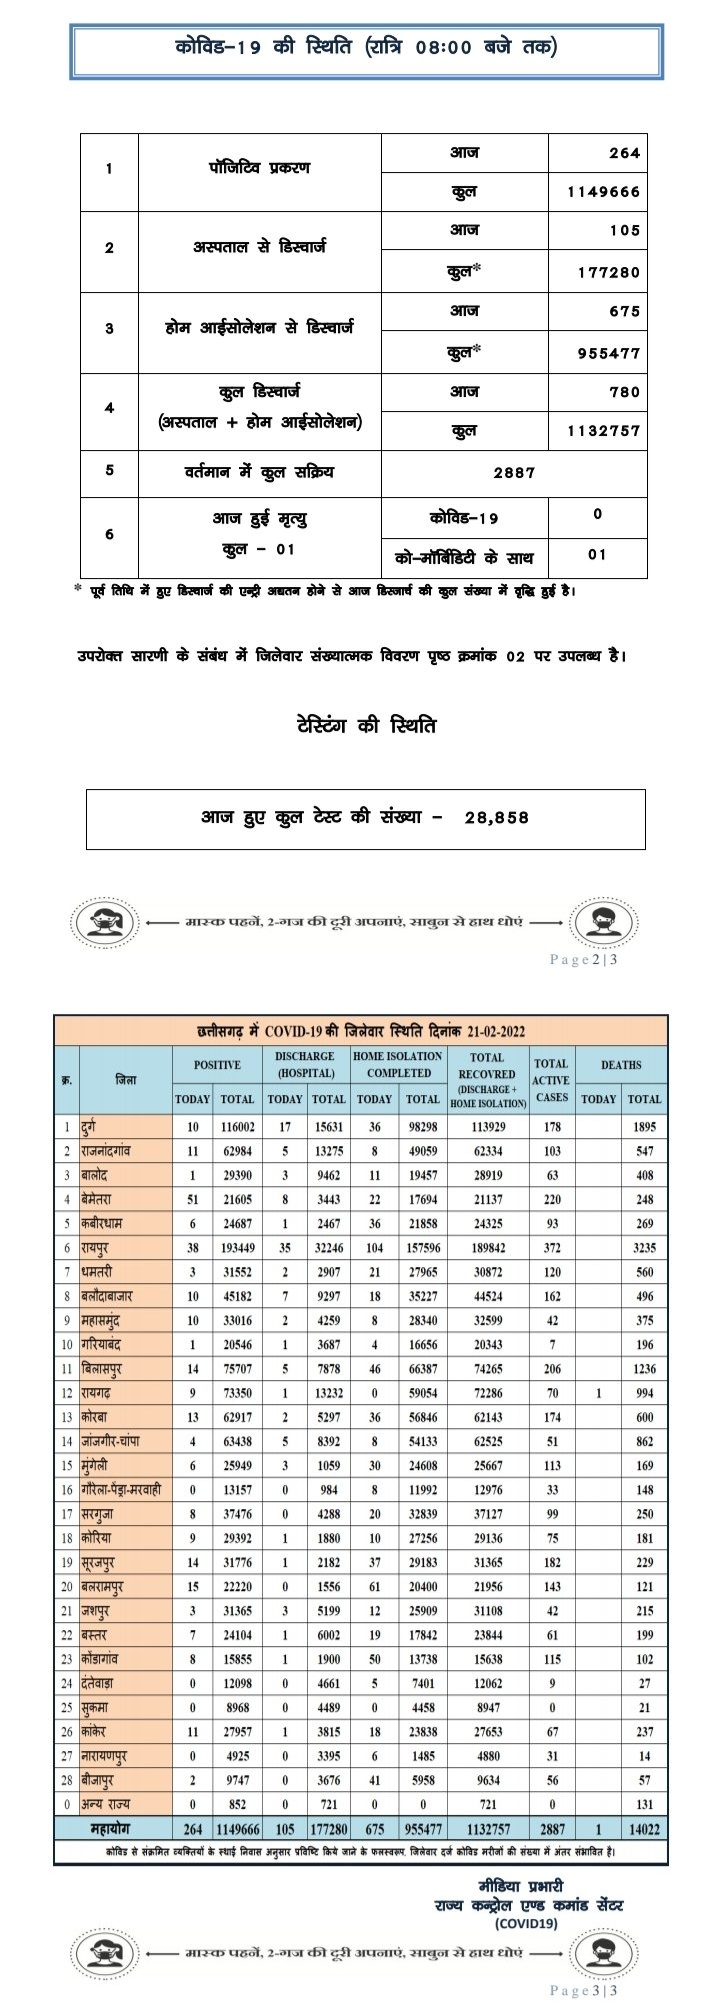 कोविड-19 की स्थिति (रात्रि 08:00 बजे तक)
1 पॉजिटिव प्रकरण आज 264
कुल 1149666
2 अस्पताल से डिस्चार्ज आज 105
कुल* 177280
3 होम आईसोलेशन से डिस्चार्ज आज 675
कुल* 955477
4 कुल डिस्चार्ज (अस्पताल + होम आईसोलेशन) आज 780
कुल 1132757
5 वर्तमान में कुल सक्रिय 2887
6 आज हुई मृत्यु कुल - 01 कोविड-19 0
को-मॉर्बिडिटी के साथ 01
* पूर्व तिथि में हुए डिस्चार्ज की एन्ट्री अद्यतन होने से आज डिस्जार्च की कुल संख्या में वृद्धि हुई है।
उपरोक्त सारणी के संबंध में जिलेवार संख्यात्मक विवरण पृष्ठ क्रमांक 02 पर उपलब्ध है।
टेस्टिंग की स्थिति
आज हुए कुल टेस्ट की संख्या - 28,858
मास्क पहनें, 2-गज की दूरी अपनाएं, साबुन से हाथ धोएं
Page 2|3
छत्तीसगढ़ में COVID-19 की जिलेवार स्थिति दिनांक 21-02-2022
क्र. जिला POSITIVE DISCHARGE (HOSPITAL) HOME ISOLATION COMPLETED TOTAL RECOVRED (DISCHARGE + HOME ISOLATION) TOTAL ACTIVE CASES DEATHS
TODAY TOTAL TODAY TOTAL TODAY TOTAL TODAY TOTAL
1 दुर्ग 10 116002 17 15631 36 98298 113929 178 1895
2 राजनांदगांव 11 62984 5 13275 8 49059 62334 103 547
3 बालोद 1 29390 3 9462 11 19457 28919 63 408
4 बेमेतरा 51 21605 8 3443 22 17694 21137 220 248
5 कबीरधाम 6 24687 1 2467 36 21858 24325 93 269
6 रायपुर 38 193449 35 32246 104 157596 189842 372 3235
7 धमतरी 3 31552 2 2907 21 27965 30872 120 560
8 बलौदाबाजार 10 45182 7 9297 18 35227 44524 162 496
9 महासमुंद 10 33016 2 4259 8 28340 32599 42 375
10 गरियाबंद 1 20546 1 3687 4 16656 20343 7 196
11 बिलासपुर 14 75707 5 7878 46 66387 74265 206 1236
12 रायगढ़ 9 73350 1 13232 0 59054 72286 70 1 994
13 कोरबा 13 62917 2 5297 36 56846 62143 174 600
14 जांजगीर-चांपा 4 63438 5 8392 8 54133 62525 51 862
15 मुंगेली 6 25949 3 1059 30 24608 25667 113 169
16 गौरेला-पेंड्रा-मरवाही 0 13157 0 984 8 11992 12976 33 148
17 सरगुजा 8 37476 0 4288 20 32839 37127 99 250
18 कोरिया 9 29392 1 1880 10 27256 29136 75 181
19 सूरजपुर 14 31776 1 2182 37 29183 31365 182 229
20 बलरामपुर 15 22220 0 1556 61 20400 21956 143 121
21 जशपुर 3 31365 3 5199 12 25909 31108 42 215
22 बस्तर 7 24104 1 6002 19 17842 23844 61 199
23 कोंडागांव 8 15855 1 1900 50 13738 15638 115 102
24 दंतेवाड़ा 0 12098 0 4661 5 7401 12062 9 27
25 सुकमा 0 8968 0 4489 0 4458 8947 0 21
26 कांकेर 11 27957 1 3815 18 23838 27653 67 237
27 नारायणपुर 0 4925 0 3395 6 1485 4880 31 14
28 बीजापुर 2 9747 0 3676 41 5958 9634 56 57
0 अन्य राज्य 0 852 0 721 0 0 721 0 131
महायोग 264 1149666 105 177280 675 955477 1132757 2887 1 14022
कोविड से संक्रमित व्यक्तियों के स्थाई निवास अनुसार प्रविष्टि किये जाने के फलस्वरूप, जिलेवार दर्ज कोविड मरीजों की संख्या में अंतर संभावित है।
मीडिया प्रभारी
राज्य कन्ट्रोल एण्ड कमांड सेंटर
(COVID19)
मास्क पहनें, 2-गज की दूरी अपनाएं, साबुन से हाथ धोएं
Page 3|3